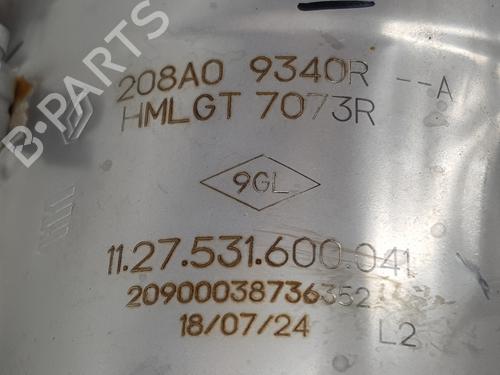 208A0 9340R --A
HMLGT 7073R
9GL
11.27.531.600.041
20900038736352
18/07/24 L2
B-PARTS